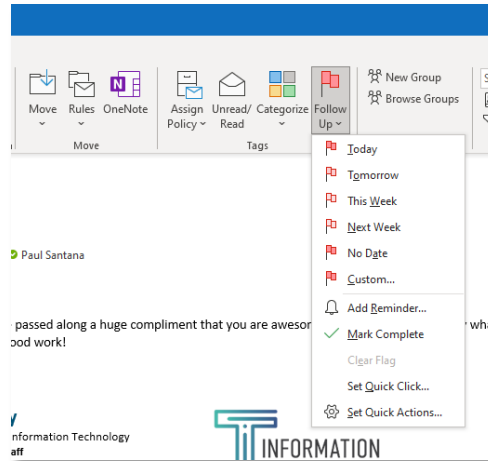 New Group
Browse Groups
Move Rules OneNote
Assign Policy
Unread/ Read
Categorize
Follow Up
Move
Tags
Today
Tomorrow
This Week
Next Week
No Date
Custom...
Add Reminder...
Mark Complete
Clear Flag
Set Quick Click...
Set Quick Actions...
Paul Santana
passed along a huge compliment that you are
ood work!
nformation Technology
aff
INFORMATION